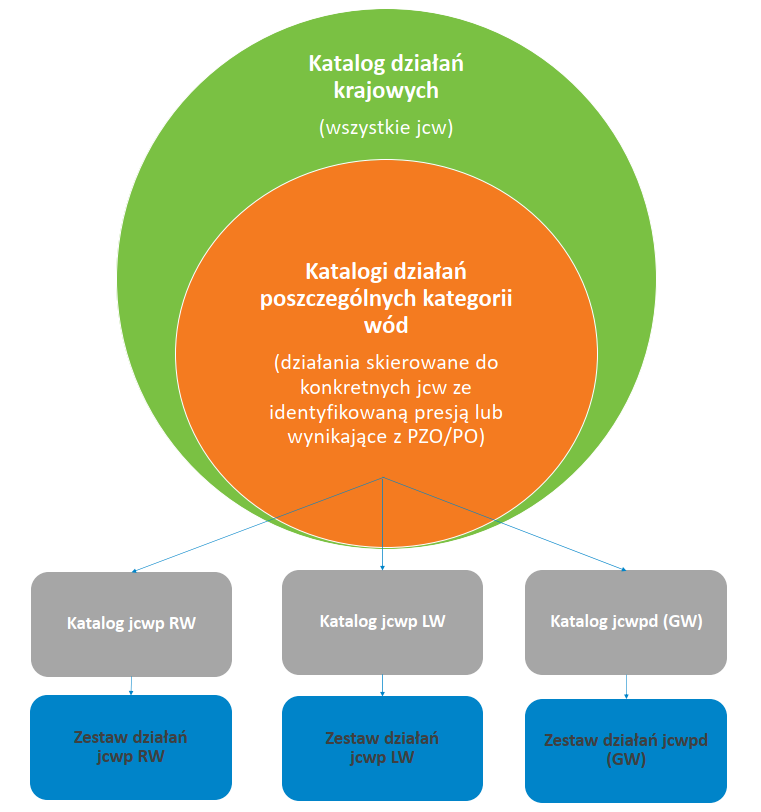 Katalog działań
krajowych
(wszystkie jcw)
Katalogi działań
poszczególnych kategorii
wód
(działania skierowane do
konkretnych jcw ze
identyfikowaną presją lub
wynikające z PZO/PO)
Katalog jcwp RW
Katalog jcwp LW
Katalog jcwpd (GW)
Zestaw działań
jcwp RW
Zestaw działań
jcwp LW
Zestaw działań jcwpd
(GW)